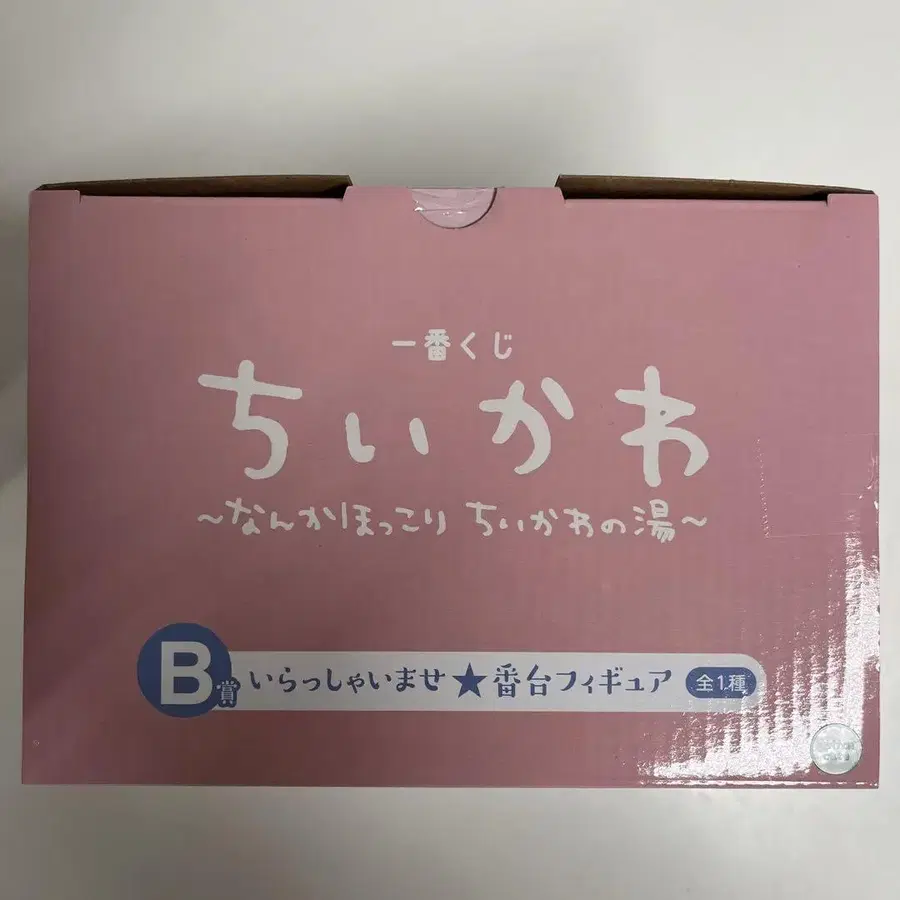 一番くじ
ちいかわ
～なんかほっこり ちいかわの湯～
B賞 いらっしゃいませ★番台フィギュア 全1種